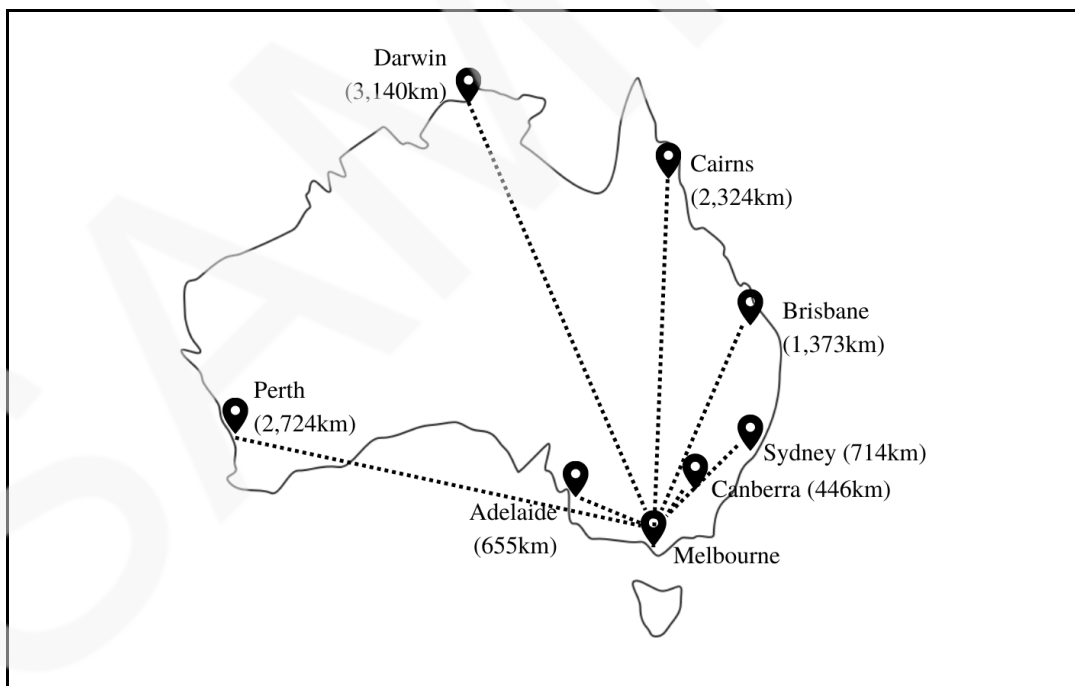 Darwin
(3,140km)
Cairns
(2,324km)
Brisbane
(1,373km)
Perth
(2,724km)
Sydney (714km)
Canberra (446km)
Adelaide
(655km)
Melbourne